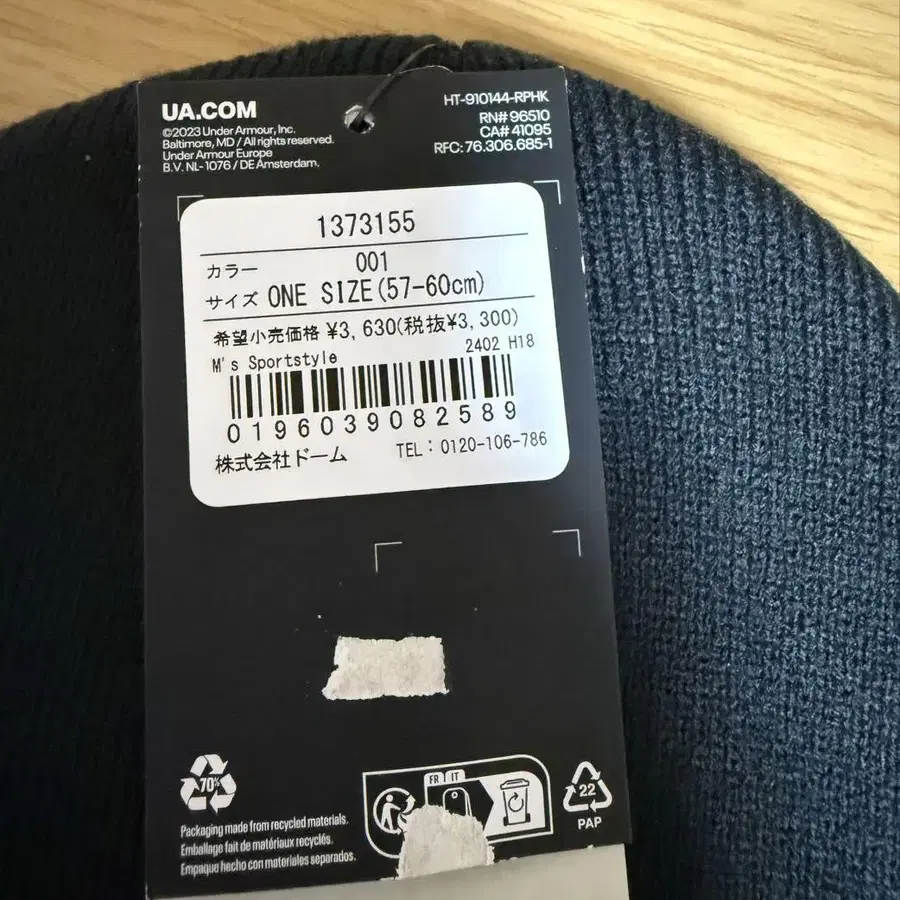 UA.COM
©2023 Under Armour, Inc.
Baltimore, MD / All rights reserved.
Under Armour Europe
B.V. NL- 1076 / DE Amsterdam.
HT-910144-RPHK
RN# 96510
CA# 41095
RFC: 76.306.685-1
1373155
カラー 001
サイズ ONE SIZE(57-60cm)
希望小売価格 ¥3,630(税抜¥3,300)
M's Sportstyle 2402 H18
0196039082589
株式会社ドーム TEL：0120-106-786
70%
Packaging made from recycled materials.
Emballage fait de matériaux recyclés.
Empaque hecho con materiales separados.
FR IT
22
PAP